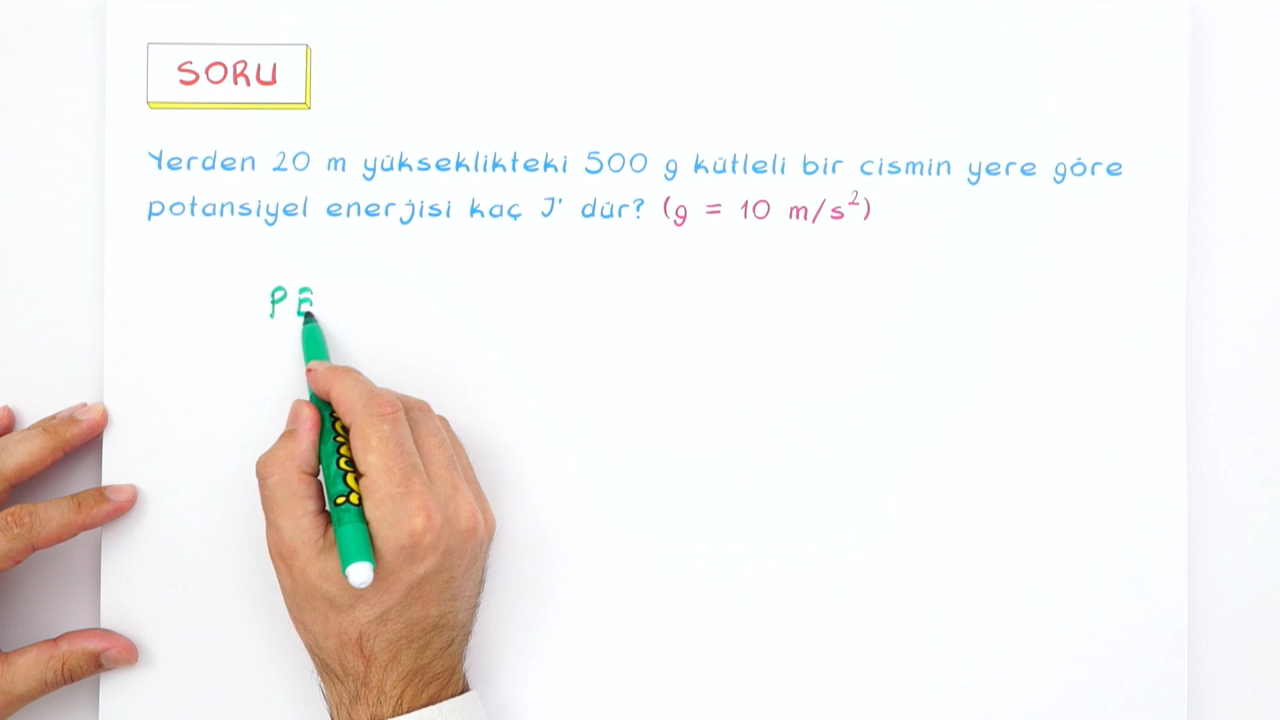 SORU
Yerden 20 m yükseklikteki 500 g kütleli bir cismin yere göre
potansiyel enerjisi kaç J' dür? (g = 10 m/s²)
PE